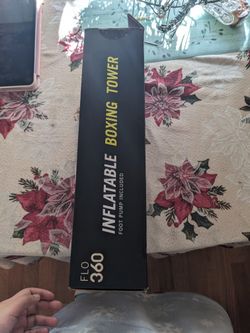 FLO
360
INFLATABLE BOXING TOWER
FOOT PUMP INCLUDED